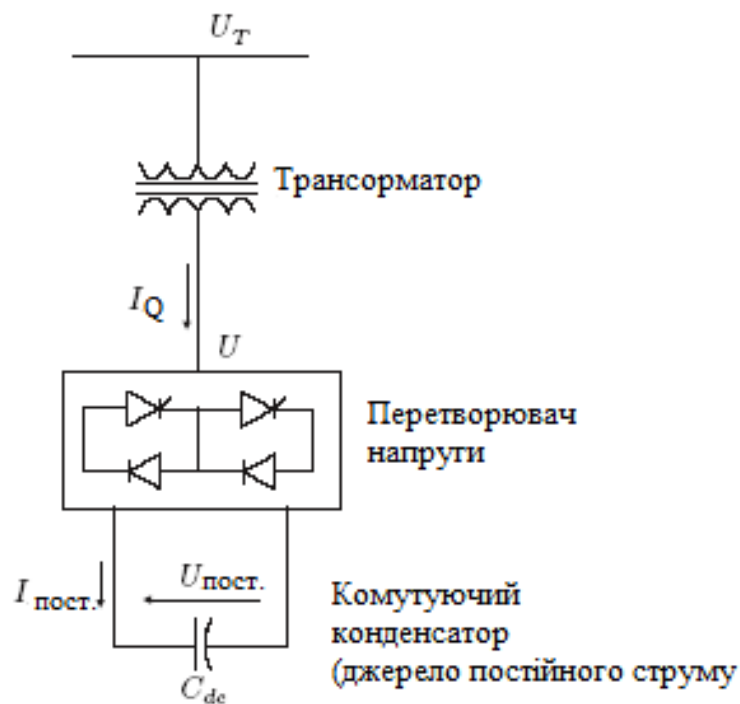 U_T
Трансорматор
I_Q
U
Перетворювач
напруги
I пост.
U пост.
Комутуючий
конденсатор
(джерело постійного струму
C_dc